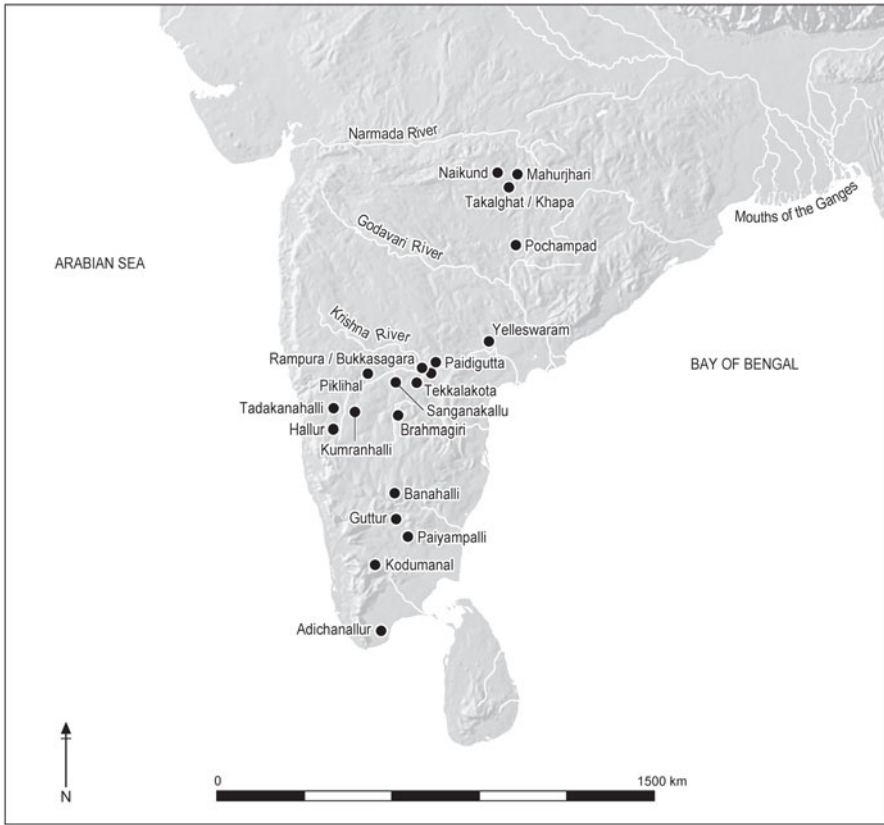 Narmada River
Naikund
Mahurjhari
Takalghat / Khapa
Mouths of the Ganges
Godavari River
Pochampad
ARABIAN SEA
Krishna River
Yelleswaram
Rampura / Bukkasagara
Paidigutta
BAY OF BENGAL
Piklihal
Tekkalakota
Tadakanahalli
Sanganakallu
Hallur
Brahmagiri
Kumranhalli
Banahalli
Guttur
Paiyampalli
Kodumanal
Adichanallur
0
1500 km
N